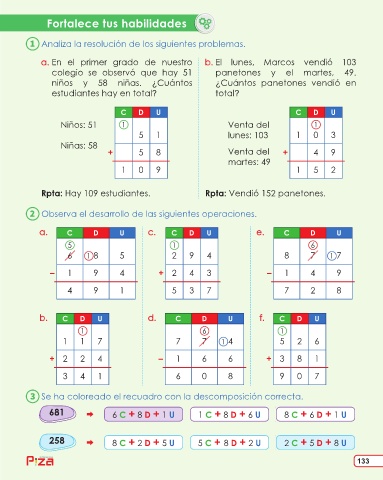 Fortalece tus habilidades
1 Analiza la resolución de los siguientes problemas.
a. En el primer grado de nuestro
colegio se observó que hay 51
niños y 58 niñas. ¿Cuántos
estudiantes hay en total?
C D U
Niños: 51 1
5 1
Niñas: 58
+ 5 8
1 0 9
Rpta: Hay 109 estudiantes.
b. El lunes, Marcos vendió 103
panetones y el martes, 49.
¿Cuántos panetones vendió en
total?
C D U
Venta del 1
lunes: 103 1 0 3
Venta del + 4 9
martes: 49
1 5 2
Rpta: Vendió 152 panetones.
2 Observa el desarrollo de las siguientes operaciones.
a. C D U
5
6 18 5
– 1 9 4
4 9 1
c. C D U
1
2 9 4
+ 2 4 3
5 3 7
e. C D U
6
8 7 17
– 1 4 9
7 2 8
b. C D U
1
1 1 7
+ 2 2 4
3 4 1
d. C D U
6
7 7 14
– 1 6 6
6 0 8
f. C D U
1
5 2 6
+ 3 8 1
9 0 7
3 Se ha coloreado el recuadro con la descomposición correcta.
681 6 C + 8 D + 1 U 1 C + 8 D + 6 U 8 C + 6 D + 1 U
258 8 C + 2 D + 5 U 5 C + 8 D + 2 U 2 C + 5 D + 8 U
P:za
133